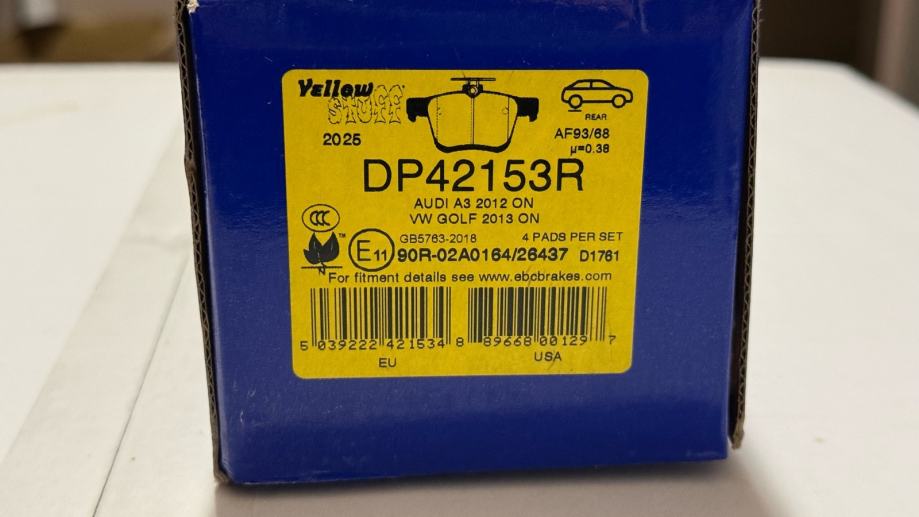 Yellow
STUFF
2025
REAR
AF93/68
µ=0.38
DP42153R
AUDI A3 2012 ON
VW GOLF 2013 ON
CCC
GB5763-2018 4 PADS PER SET
TM
N
E11 90R-02A0164/26437 D1761
For fitment details see www.ebcbrakes.com
5 039222 421534 8 89668 00129 7
EU USA